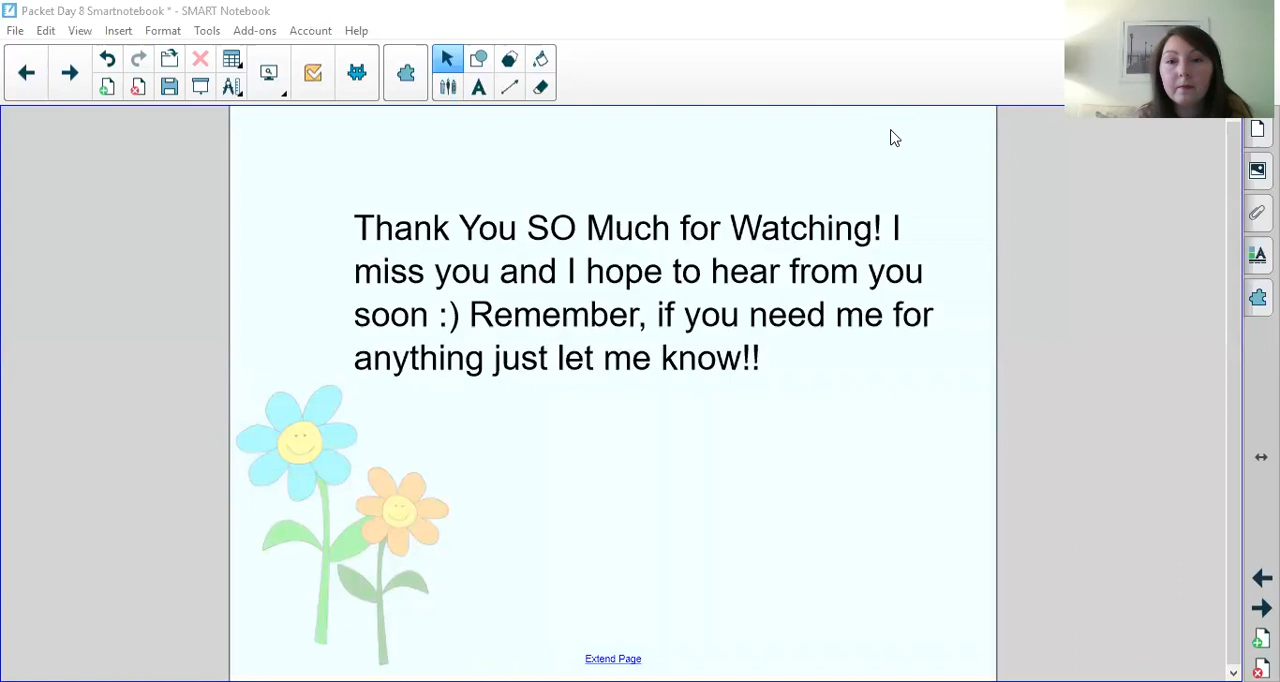 Packet Day 8 Smartnotebook * - SMART Notebook
File Edit View Insert Format Tools Add-ons Account Help
Thank You SO Much for Watching! I
miss you and I hope to hear from you
soon :) Remember, if you need me for
anything just let me know!!
Extend Page